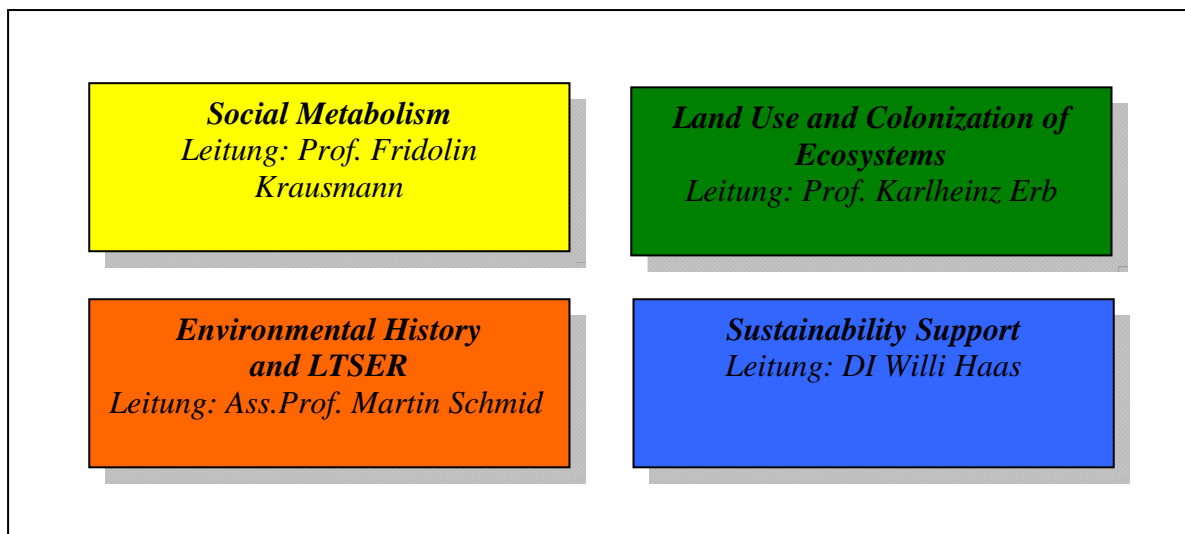 Social Metabolism
Leitung: Prof. Fridolin
Krausmann
Land Use and Colonization of
Ecosystems
Leitung: Prof. Karlheinz Erb
Environmental History
and LTSER
Leitung: Ass.Prof. Martin Schmid
Sustainability Support
Leitung: DI Willi Haas